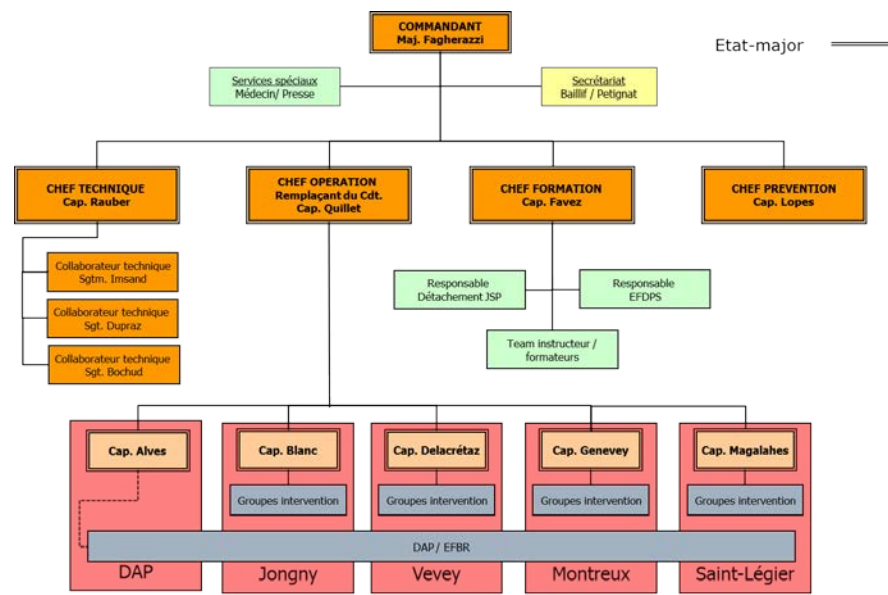 COMMANDANT
Maj. Fagherazzi
Etat-major
Services spéciaux
Médecin/ Presse
Secrétariat
Baillif / Petignat
CHEF TECHNIQUE
Cap. Rauber
CHEF OPERATION
Remplaçant du Cdt.
Cap. Quillet
CHEF FORMATION
Cap. Favez
CHEF PREVENTION
Cap. Lopes
Collaborateur technique
Sgtm. Imsand
Collaborateur technique
Sgt. Dupraz
Collaborateur technique
Sgt. Bochud
Responsable
Détachement JSP
Responsable
EFDPS
Team instructeur /
formateurs
Cap. Alves
Cap. Blanc
Cap. Delacrétaz
Cap. Genevey
Cap. Magalahes
Groupes intervention
Groupes intervention
Groupes intervention
Groupes intervention
DAP/ EFBR
DAP
Jongny
Vevey
Montreux
Saint-Légier